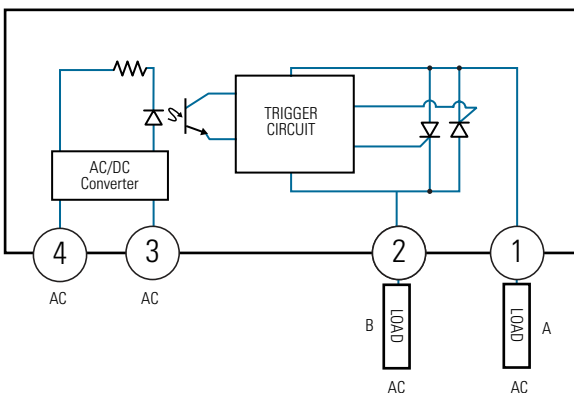 TRIGGER
CIRCUIT
AC/DC
Converter
4
3
2
1
AC
AC
B
LOAD
LOAD
A
AC
AC